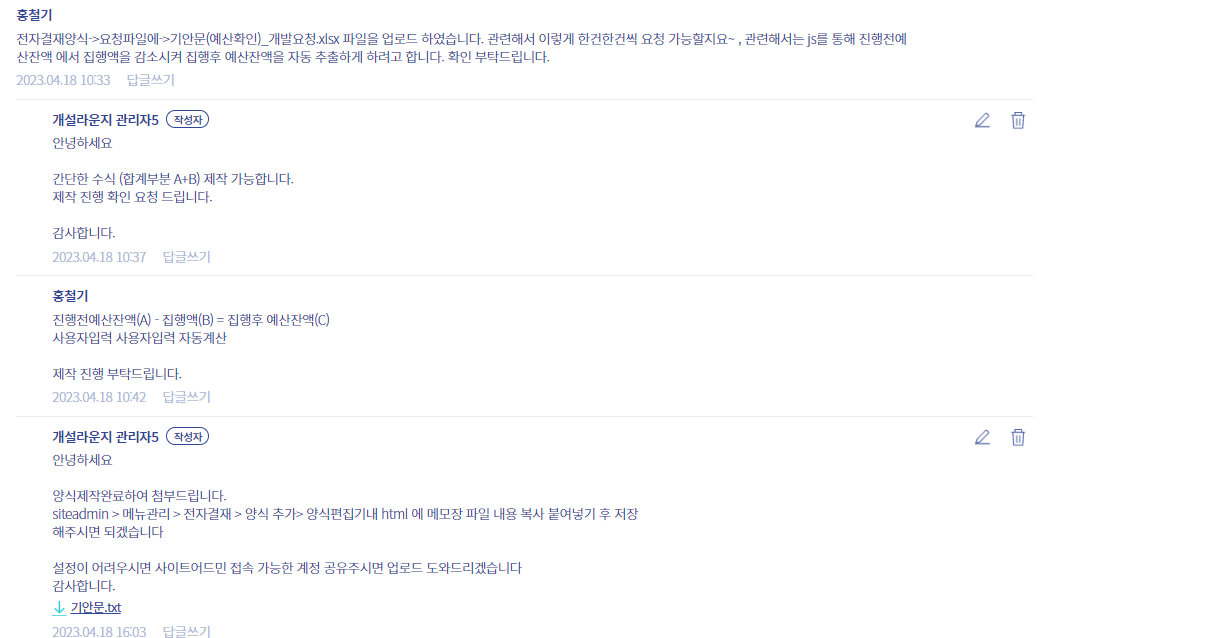 홍철기
전자결재양식->요청파일에->기안문(예산확인)_개발요청.xlsx 파일을 업로드 하였습니다. 관련해서 이렇게 한건한건씩 요청 가능할지요~ , 관련해서는 js를 통해 진행전예
산잔액 에서 집행액을 감소시켜 집행후 예산잔액을 자동 추출하게 하려고 합니다. 확인 부탁드립니다.
2023.04.18 10:33 답글쓰기
개설라운지 관리자5 작성자
안녕하세요
간단한 수식 (합계부분 A+B) 제작 가능합니다.
제작 진행 확인 요청 드립니다.
감사합니다.
2023.04.18 10:37 답글쓰기
홍철기
진행전예산잔액(A) - 집행액(B) = 집행후 예산잔액(C)
사용자입력 사용자입력 자동계산
제작 진행 부탁드립니다.
2023.04.18 10:42 답글쓰기
개설라운지 관리자5 작성자
안녕하세요
양식제작완료하여 첨부드립니다.
siteadmin > 메뉴관리 > 전자결재 > 양식 추가> 양식편집기내 html 에 메모장 파일 내용 복사 붙여넣기 후 저장
해주시면 되겠습니다
설정이 어려우시면 사이트어드민 접속 가능한 계정 공유주시면 업로드 도와드리겠습니다
감사합니다.
기안문.txt
2023.04.18 16:03 답글쓰기